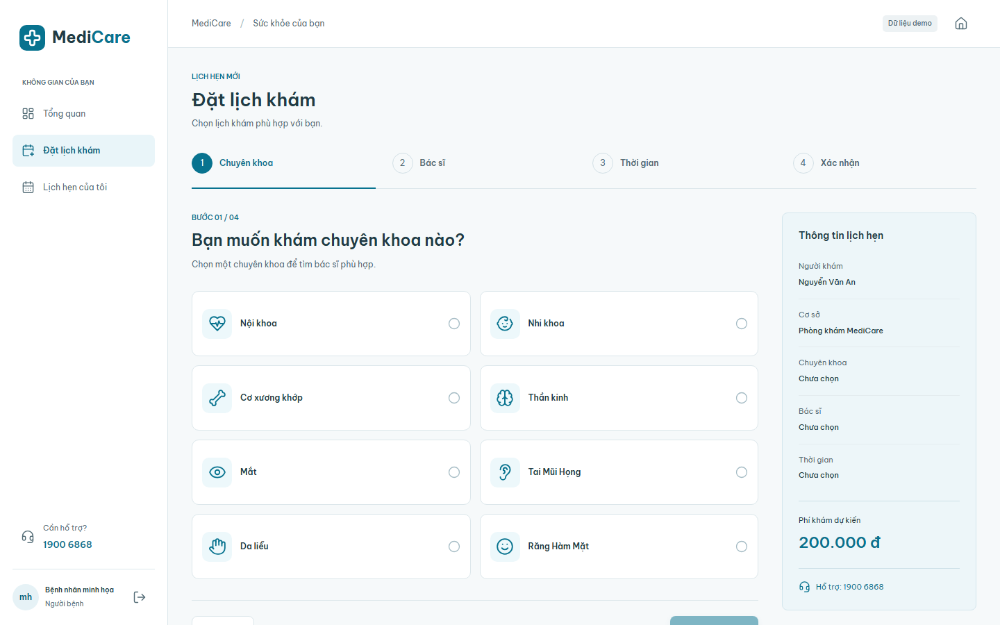 MediCare
KHÔNG GIAN CỦA BẠN
Tổng quan
Đặt lịch khám
Lịch hẹn của tôi
Cần hỗ trợ?
1900 6868
mh
Bệnh nhân minh họa
Người bệnh
MediCare / Sức khỏe của bạn
Dữ liệu demo
LỊCH HẸN MỚI
Đặt lịch khám
Chọn lịch khám phù hợp với bạn.
1 Chuyên khoa
2 Bác sĩ
3 Thời gian
4 Xác nhận
BƯỚC 01 / 04
Bạn muốn khám chuyên khoa nào?
Chọn một chuyên khoa để tìm bác sĩ phù hợp.
Nội khoa
Nhi khoa
Cơ xương khớp
Thần kinh
Mắt
Tai Mũi Họng
Da liễu
Răng Hàm Mặt
Thông tin lịch hẹn
Người khám
Nguyễn Văn An
Cơ sở
Phòng khám MediCare
Chuyên khoa
Chưa chọn
Bác sĩ
Chưa chọn
Thời gian
Chưa chọn
Phí khám dự kiến
200.000 đ
Hỗ trợ: 1900 6868